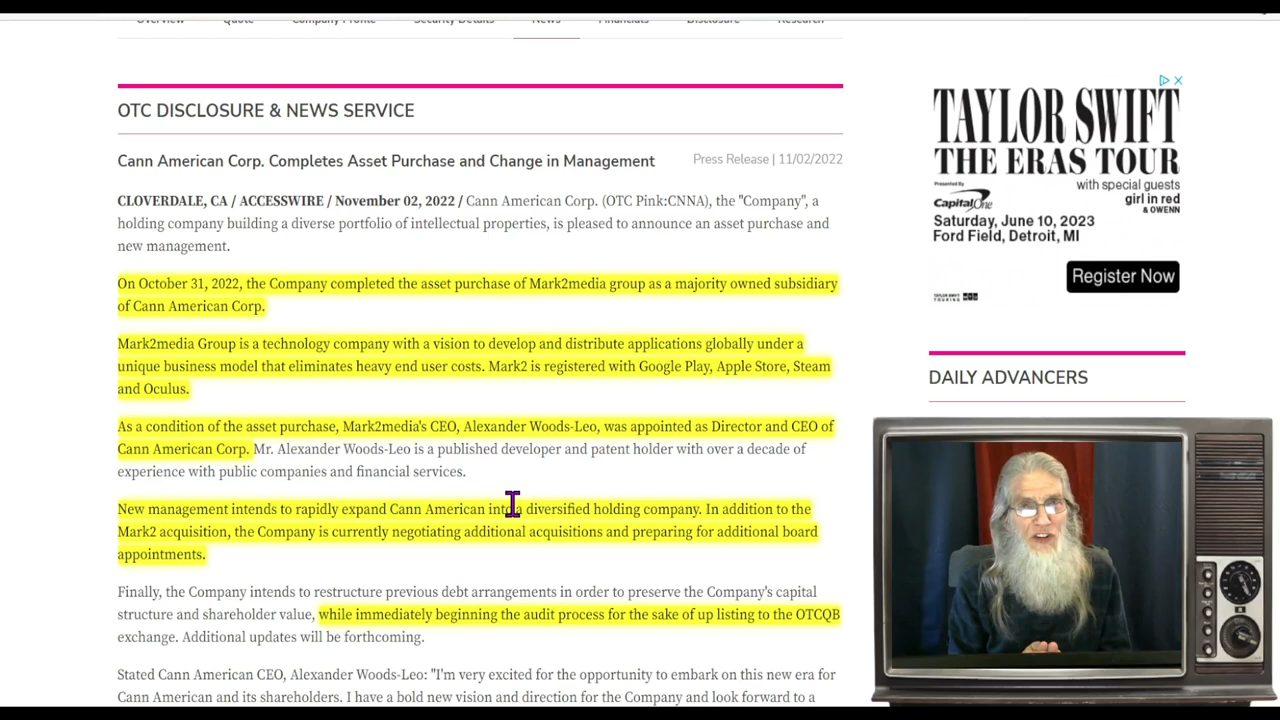 Overview Quote Company Profile Security Details News Financials Disclosure Research
OTC DISCLOSURE & NEWS SERVICE
Cann American Corp. Completes Asset Purchase and Change in Management
Press Release | 11/02/2022
CLOVERDALE, CA / ACCESSWIRE / November 02, 2022 / Cann American Corp. (OTC Pink:CNNA), the "Company", a
holding company building a diverse portfolio of intellectual properties, is pleased to announce an asset purchase and
new management.
On October 31, 2022, the Company completed the asset purchase of Mark2media group as a majority owned subsidiary
of Cann American Corp.
Mark2media Group is a technology company with a vision to develop and distribute applications globally under a
unique business model that eliminates heavy end user costs. Mark2 is registered with Google Play, Apple Store, Steam
and Oculus.
As a condition of the asset purchase, Mark2media's CEO, Alexander Woods-Leo, was appointed as Director and CEO of
Cann American Corp. Mr. Alexander Woods-Leo is a published developer and patent holder with over a decade of
experience with public companies and financial services.
New management intends to rapidly expand Cann American into a diversified holding company. In addition to the
Mark2 acquisition, the Company is currently negotiating additional acquisitions and preparing for additional board
appointments.
Finally, the Company intends to restructure previous debt arrangements in order to preserve the Company's capital
structure and shareholder value, while immediately beginning the audit process for the sake of up listing to the OTCQB
exchange. Additional updates will be forthcoming.
Stated Cann American CEO, Alexander Woods-Leo: "I'm very excited for the opportunity to embark on this new era for
Cann American and its shareholders. I have a bold new vision and direction for the Company and look forward to a
TAYLOR SWIFT
THE ERAS TOUR
Presented By
Capital One
with special guests
girl in red
& OWENN
Saturday, June 10, 2023
Ford Field, Detroit, MI
Register Now
DAILY ADVANCERS